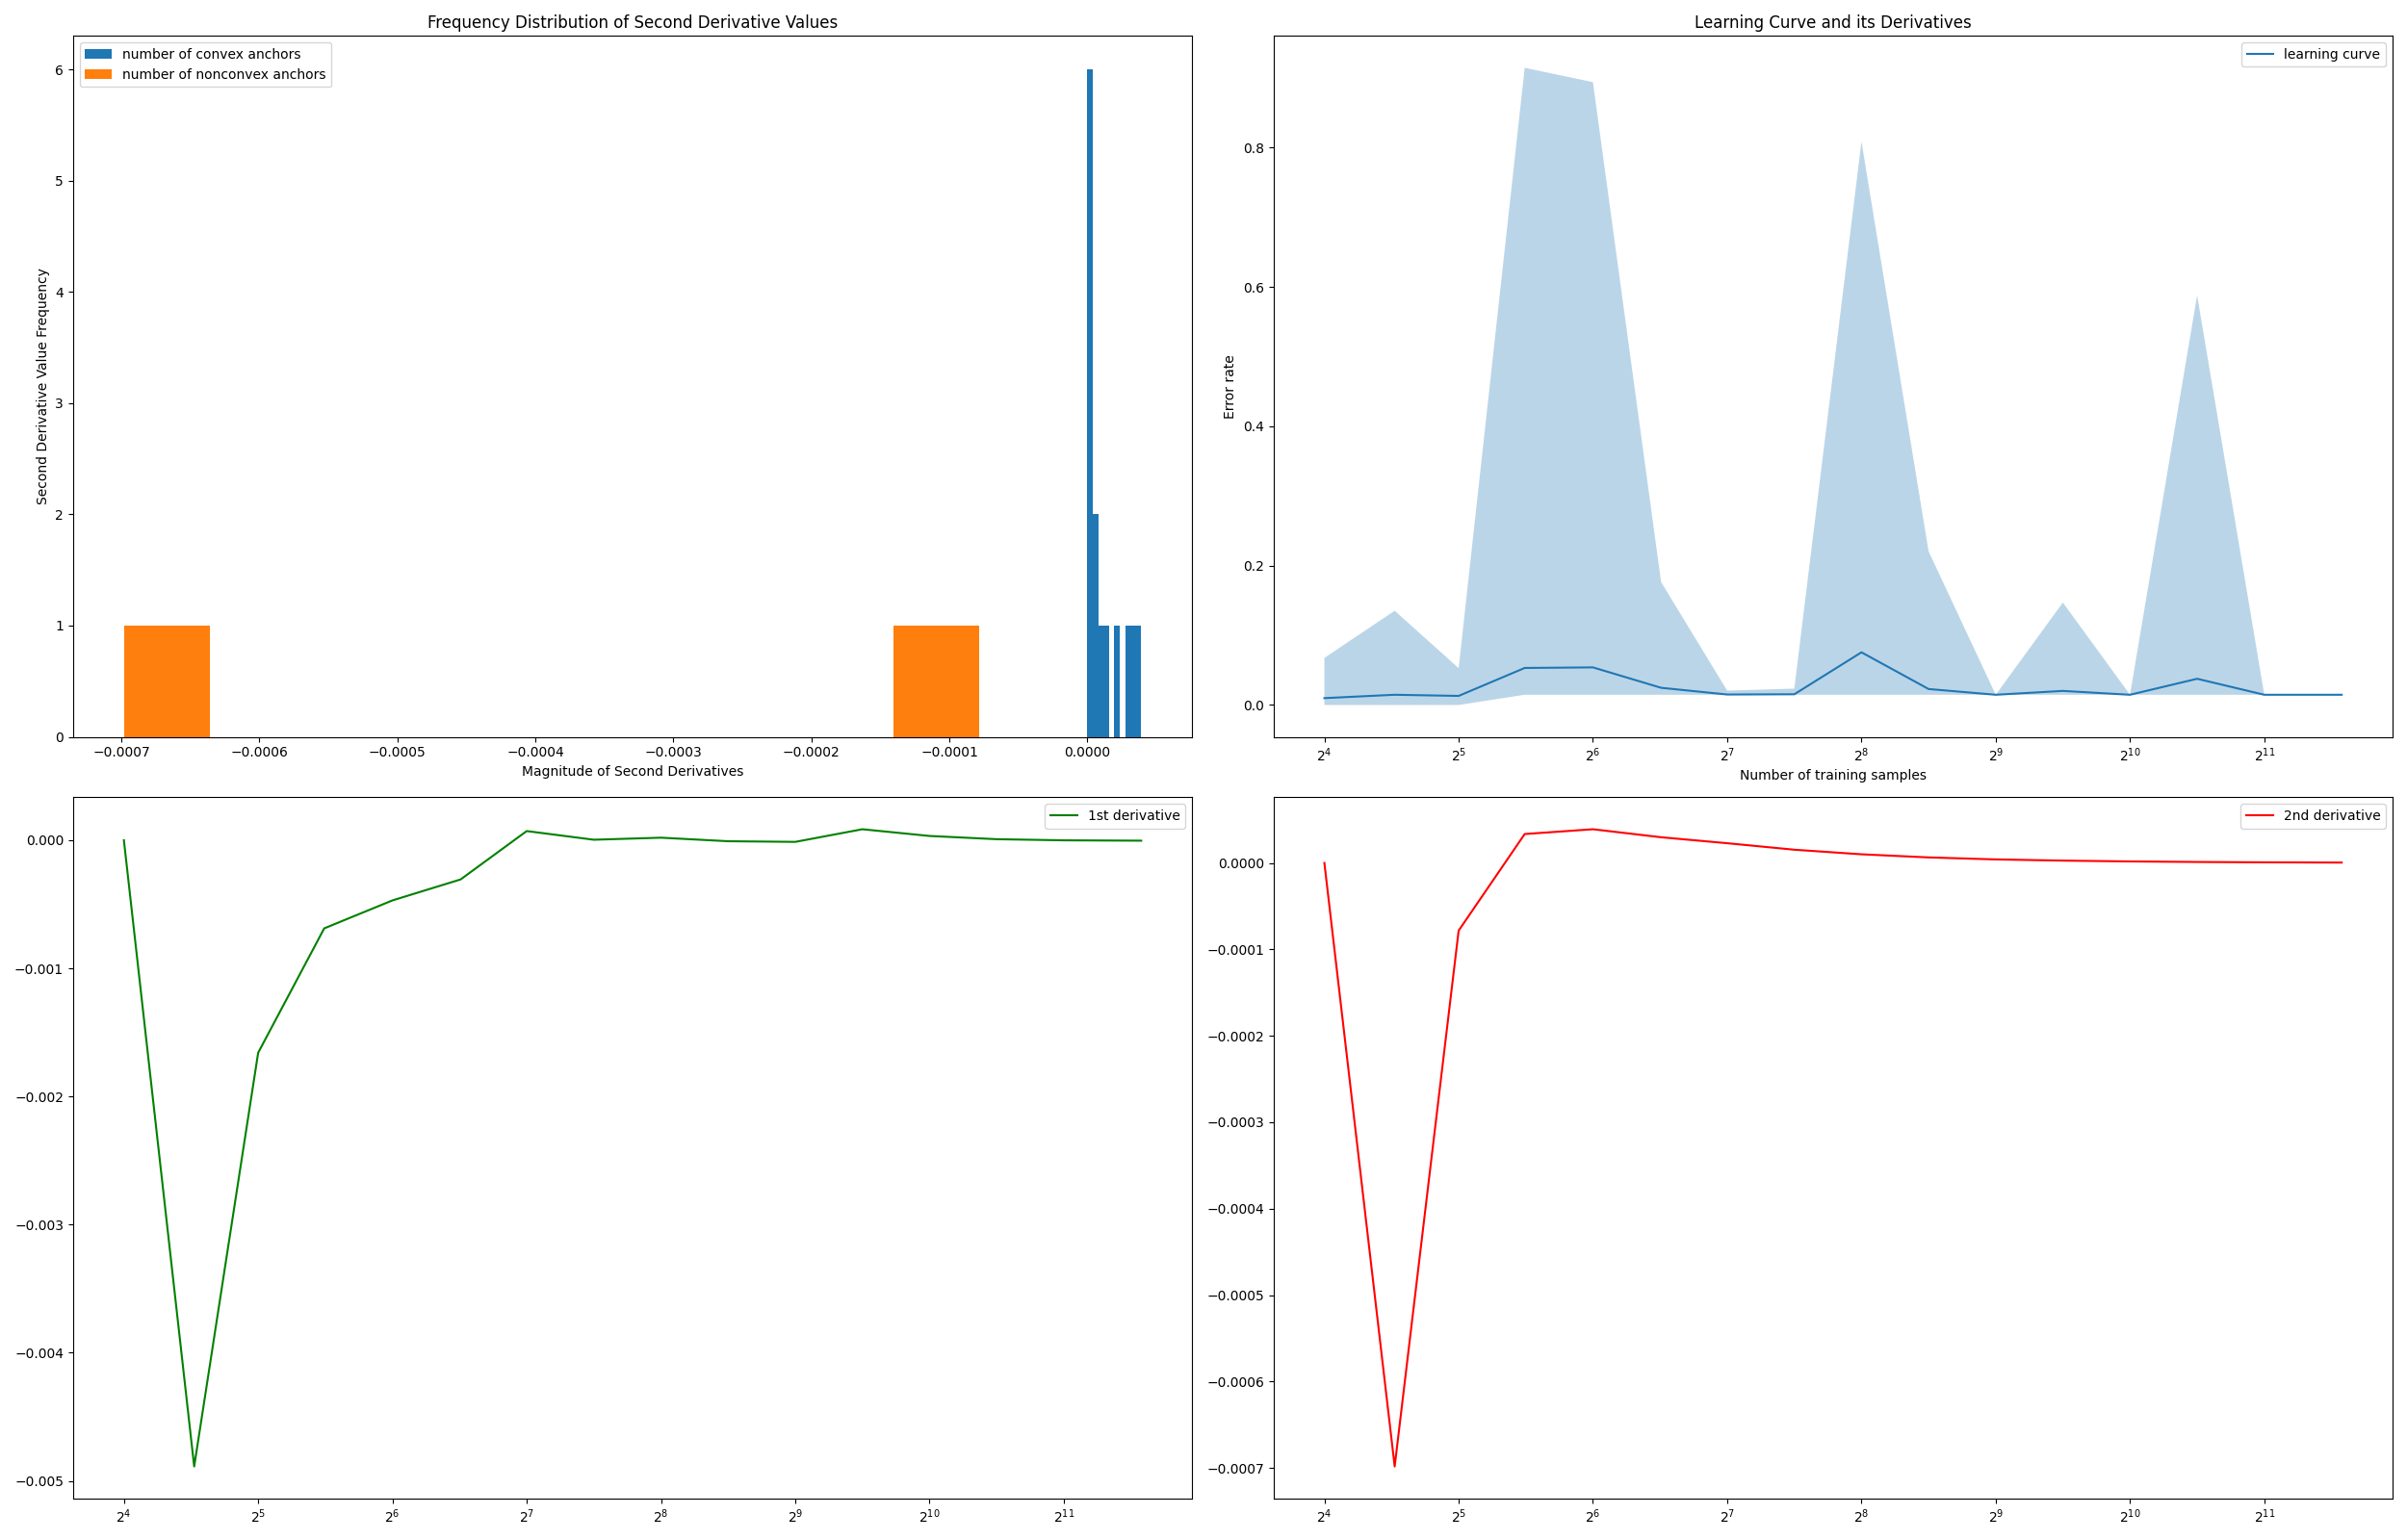 Frequency Distribution of Second Derivative Values
number of convex anchors
number of nonconvex anchors
6
5
4
3
2
1
0
Second Derivative Value Frequency
−0.0007 −0.0006 −0.0005 −0.0004 −0.0003 −0.0002 −0.0001 0.0000
Magnitude of Second Derivatives
Learning Curve and its Derivatives
learning curve
0.8
0.6
0.4
0.2
0.0
Error rate
2^4 2^5 2^6 2^7 2^8 2^9 2^10 2^11
Number of training samples
1st derivative
0.000
−0.001
−0.002
−0.003
−0.004
−0.005
2^4 2^5 2^6 2^7 2^8 2^9 2^10 2^11
2nd derivative
0.0000
−0.0001
−0.0002
−0.0003
−0.0004
−0.0005
−0.0006
−0.0007
2^4 2^5 2^6 2^7 2^8 2^9 2^10 2^11